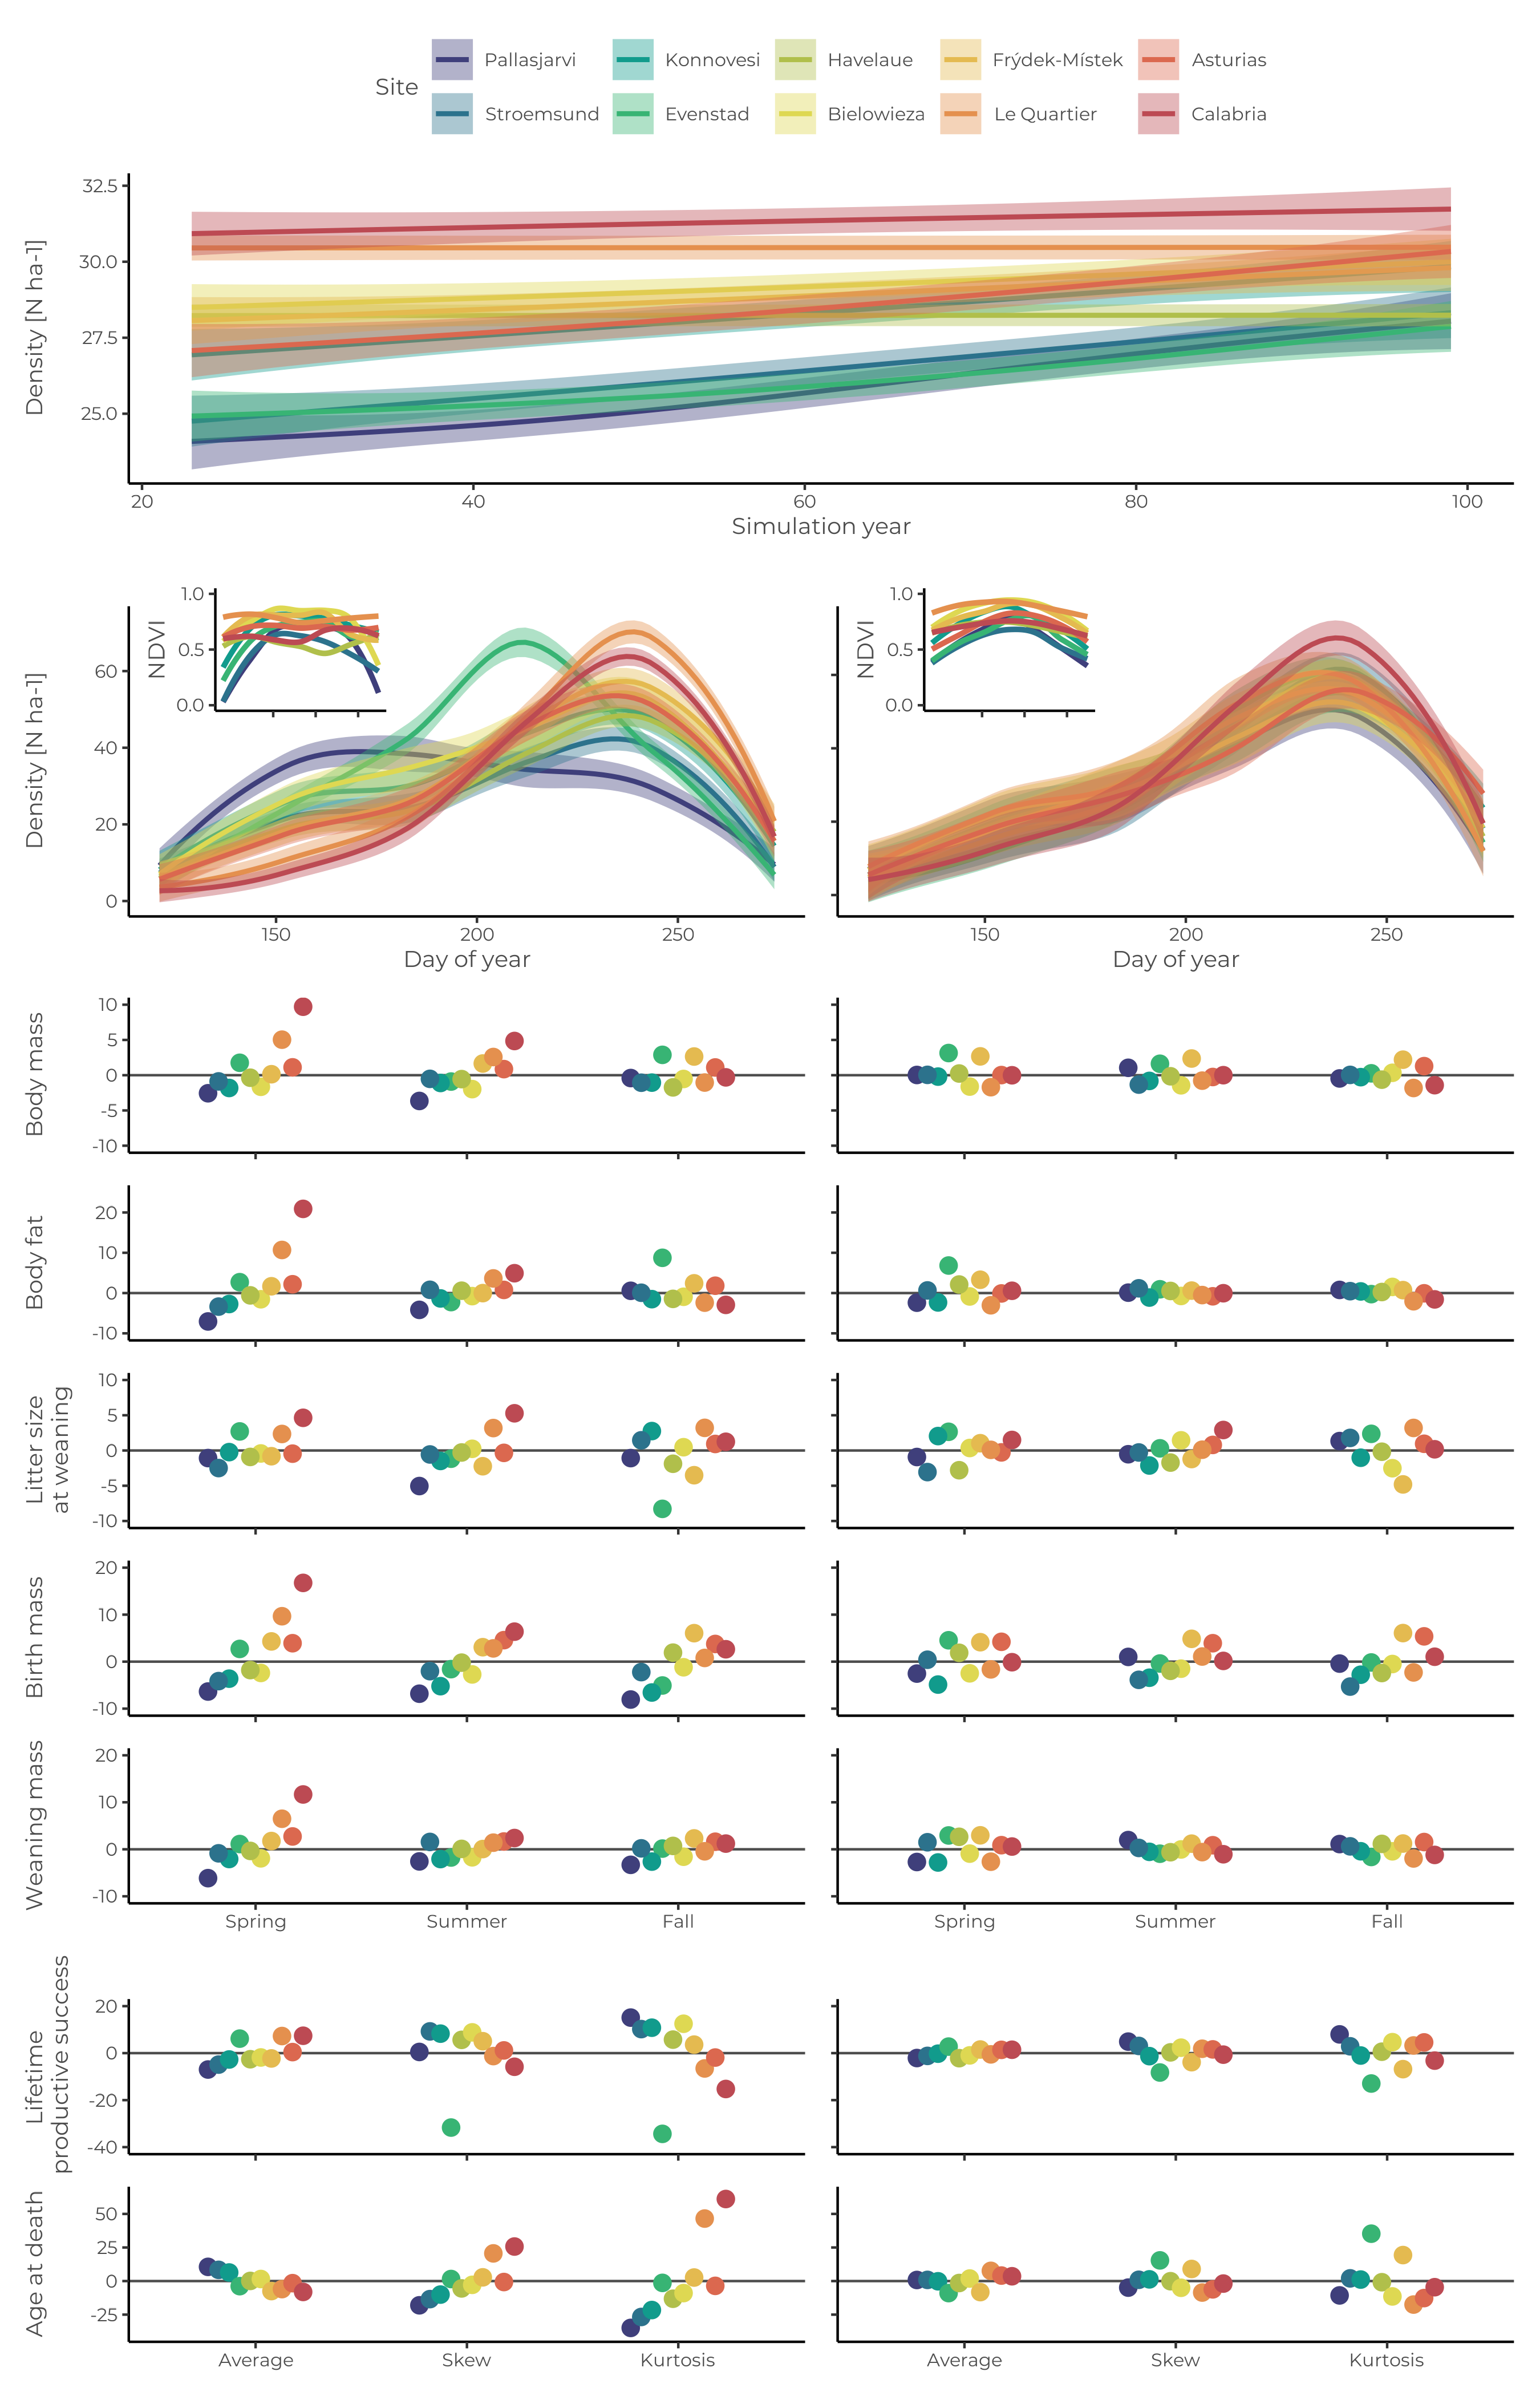 Site
Pallasjarvi
Konnovesi
Havelaue
Frýdek-Místek
Asturias
Stroemsund
Evenstad
Bielowieza
Le Quartier
Calabria
Density [N ha-1]
32.5
30.0
27.5
25.0
20 40 60 80 100
Simulation year
NDVI
1.0
0.5
0.0
NDVI
1.0
0.5
0.0
Density [N ha-1]
60
40
20
0
150 200 250
Day of year
150 200 250
Day of year
Body mass
10
5
0
-5
-10
Body fat
20
10
0
-10
Litter size
at weaning
10
5
0
-5
-10
Birth mass
20
10
0
-10
Weaning mass
20
10
0
-10
Spring Summer Fall
Spring Summer Fall
Lifetime
productive success
20
0
-20
-40
Age at death
50
25
0
-25
Average Skew Kurtosis
Average Skew Kurtosis